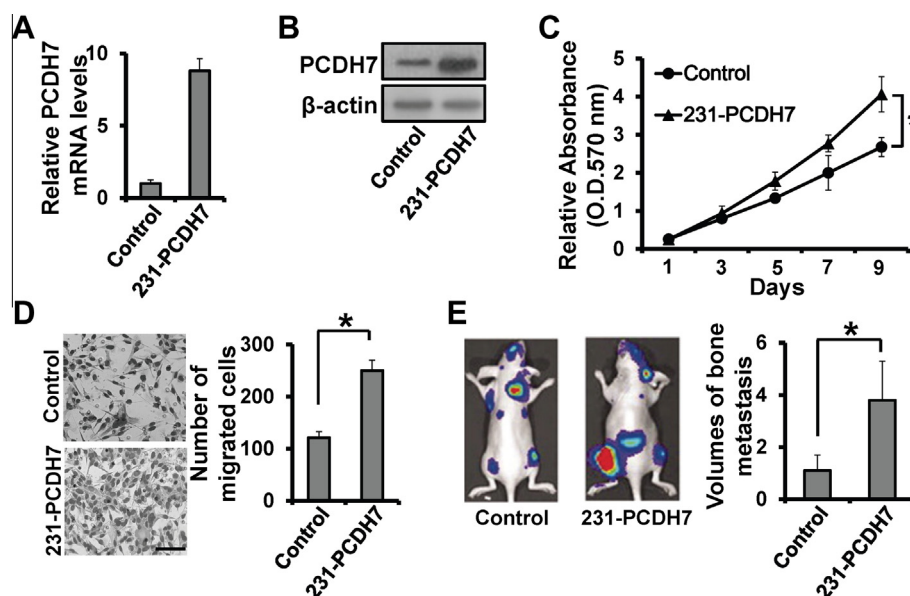 A
Relative PCDH7
mRNA levels
10
5
0
Control
231-PCDH7
B
PCDH7
β-actin
Control
231-PCDH7
C
Relative Absorbance
(O.D.570 nm)
5
4
3
2
1
0
Control
231-PCDH7
1 3 5 7 9
Days
D
Control
231-PCDH7
Number of
migrated cells
300
200
100
0
*
Control
231-PCDH7
E
Control
231-PCDH7
Volumes of bone
metastasis
6
4
2
0
*
Control
231-PCDH7